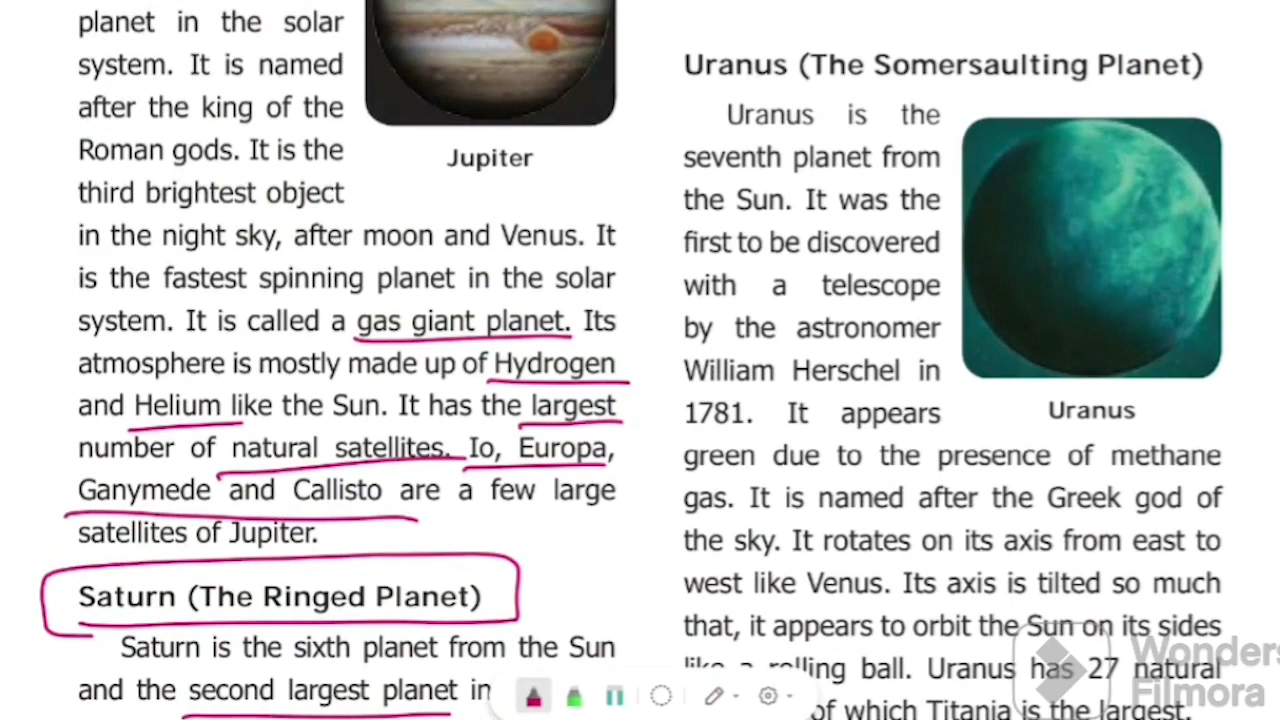 planet in the solar
system. It is named
after the king of the
Roman gods. It is the
third brightest object
Jupiter
in the night sky, after moon and Venus. It
is the fastest spinning planet in the solar
system. It is called a gas giant planet. Its
atmosphere is mostly made up of Hydrogen
and Helium like the Sun. It has the largest
number of natural satellites. Io, Europa,
Ganymede and Callisto are a few large
satellites of Jupiter.
Saturn (The Ringed Planet)
Saturn is the sixth planet from the Sun
and the second largest planet in
Uranus (The Somersaulting Planet)
Uranus is the
seventh planet from
the Sun. It was the
first to be discovered
with a telescope
by the astronomer
William Herschel in
1781. It appears
Uranus
green due to the presence of methane
gas. It is named after the Greek god of
the sky. It rotates on its axis from east to
west like Venus. Its axis is tilted so much
that, it appears to orbit the Sun on its sides
like a rolling ball. Uranus has 27 natural
of which Titania is the largest.
Wonders
Filmora